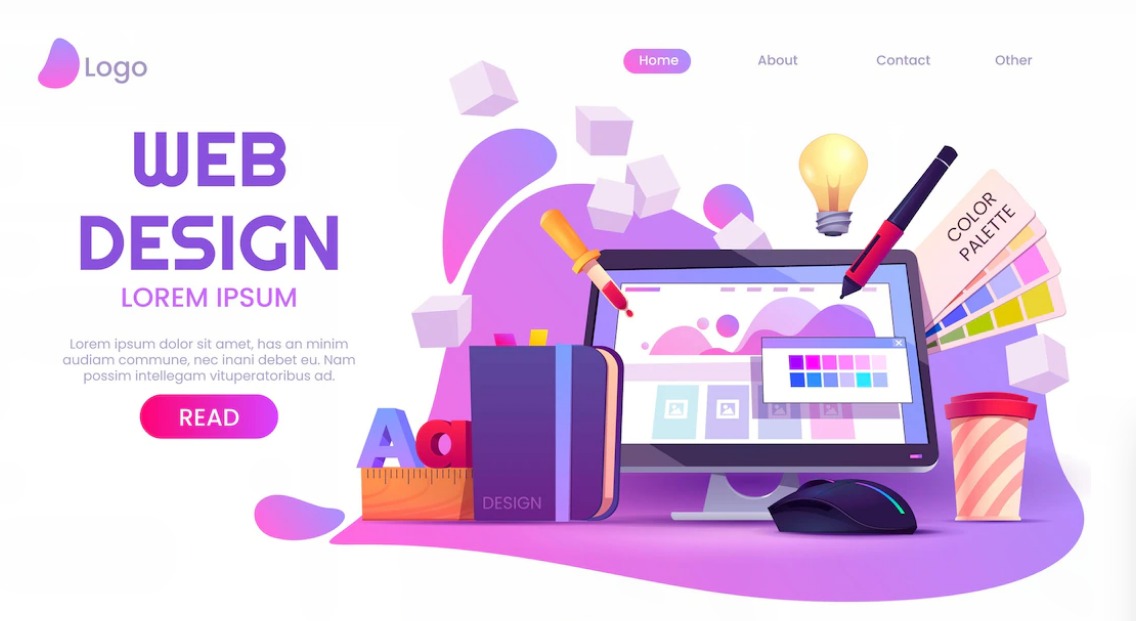 Logo
Home
About
Contact
Other
WEB
DESIGN
LOREM IPSUM
Lorem ipsum dolor sit amet, has an minim
audiam commune, nec inani debet eu. Nam
possim intellegam vituperatoribus ad.
READ
COLOR
PALETTE
Aa
DESIGN